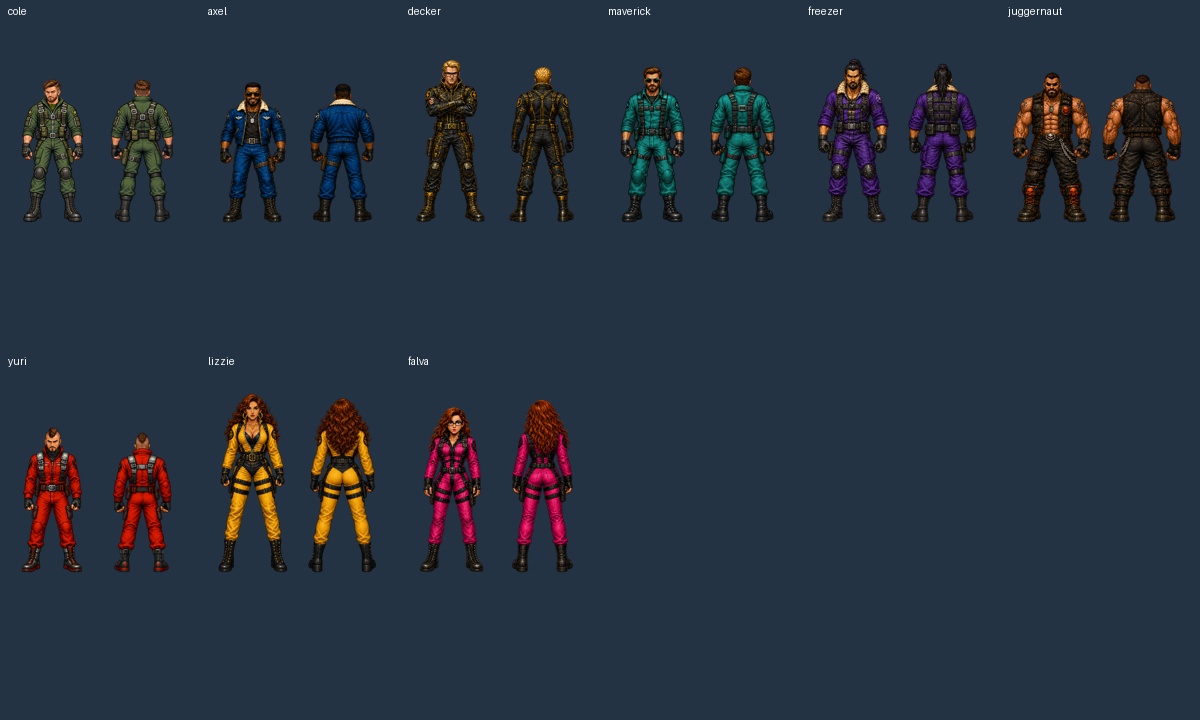 cole
axel
decker
maverick
freezer
juggernaut
yuri
lizzie
falva